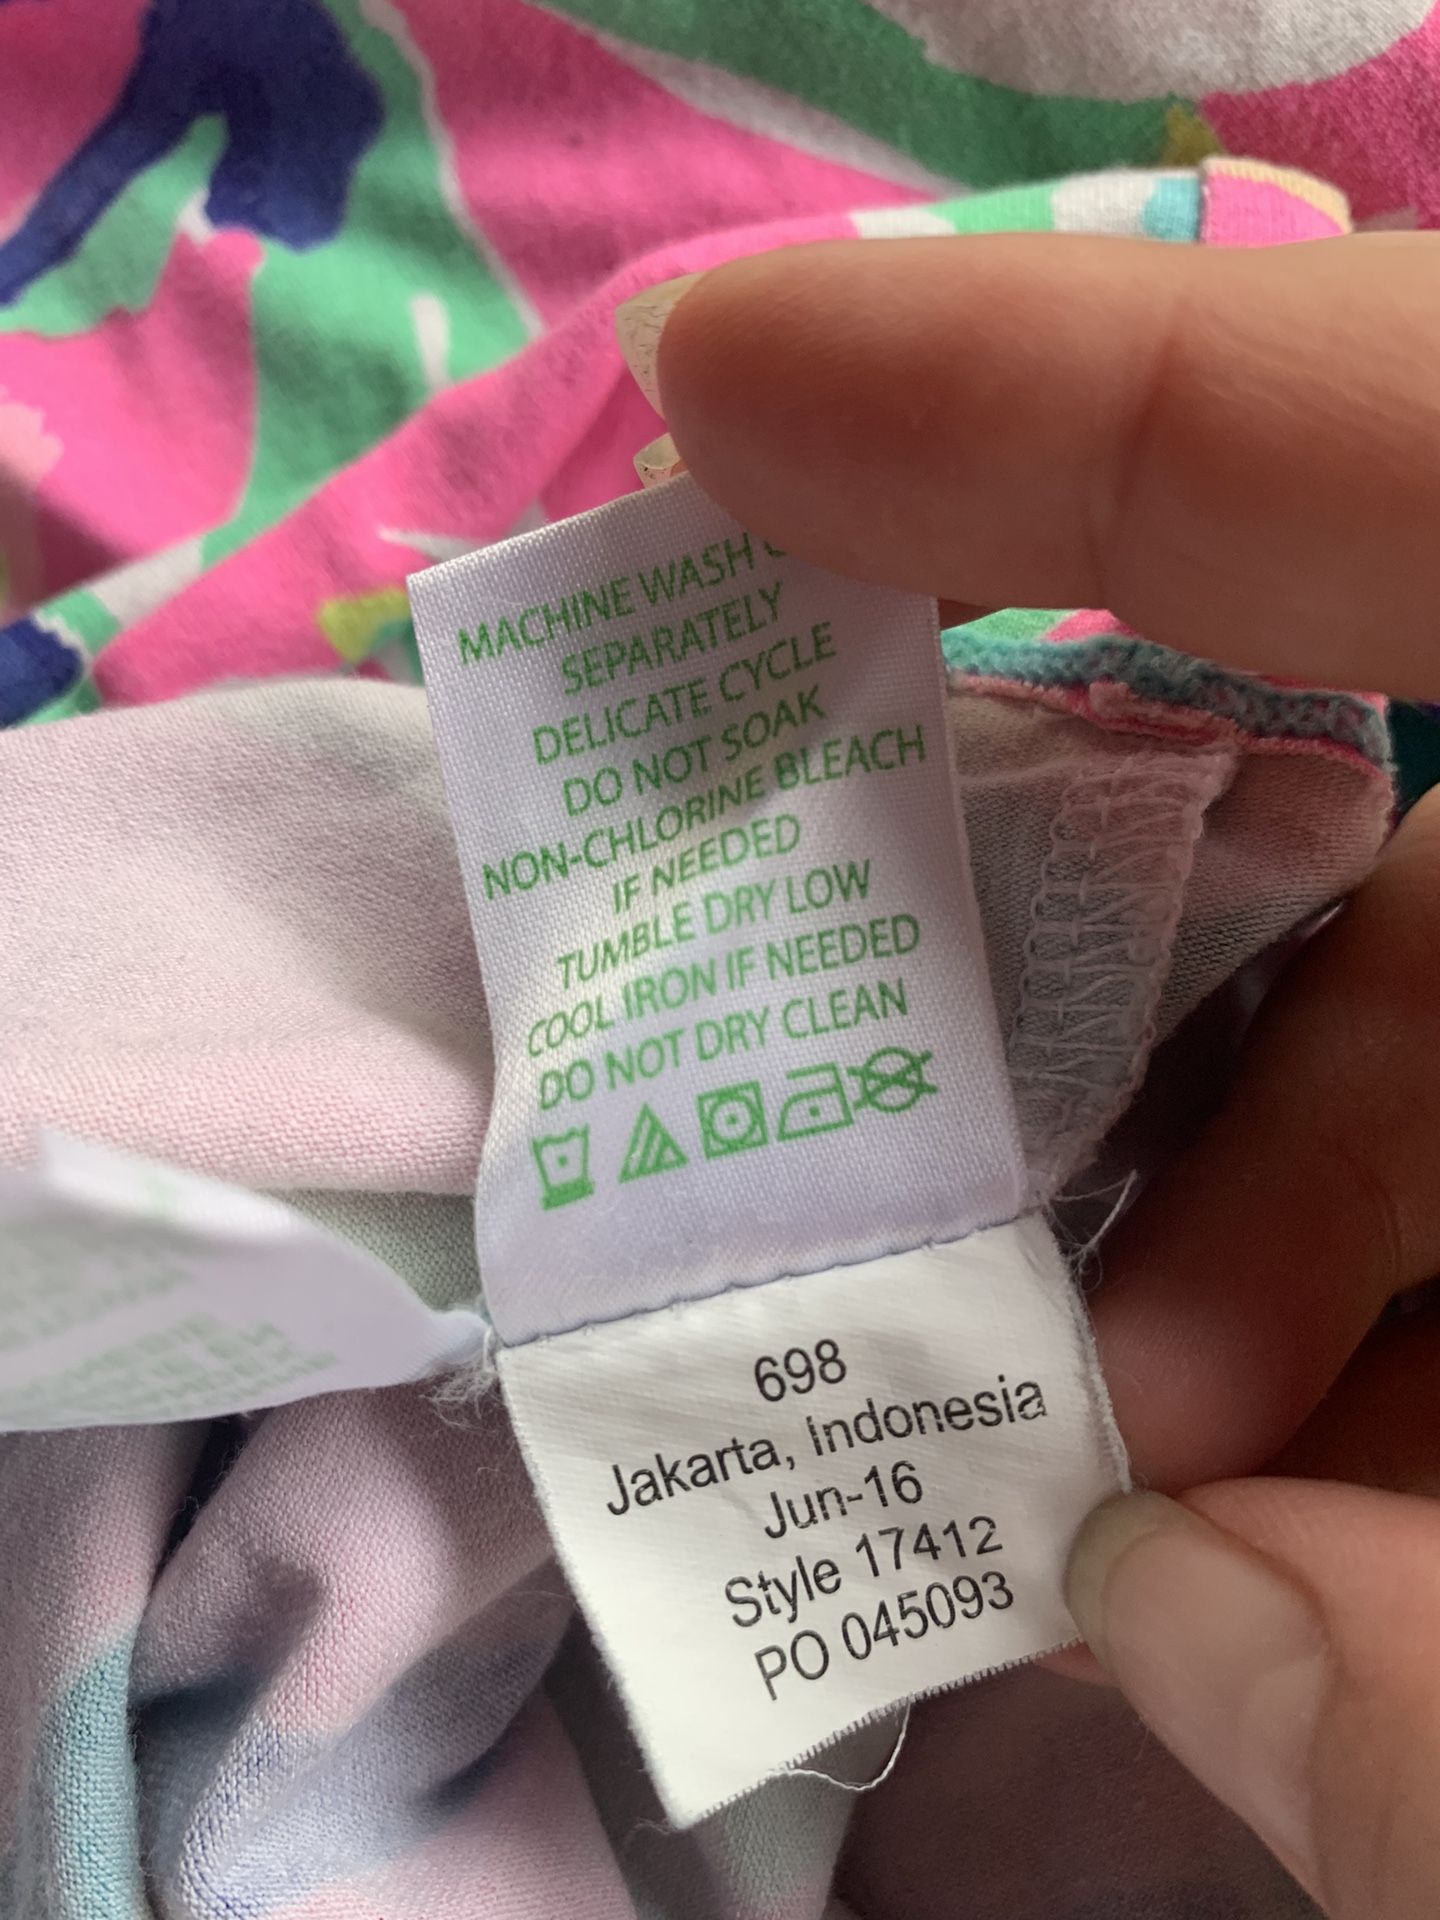 MACHINE WASH
SEPARATELY
DELICATE CYCLE
DO NOT SOAK
NON-CHLORINE BLEACH
IF NEEDED
TUMBLE DRY LOW
COOL IRON IF NEEDED
DO NOT DRY CLEAN
698
Jakarta, Indonesia
Jun-16
Style 17412
PO 045093